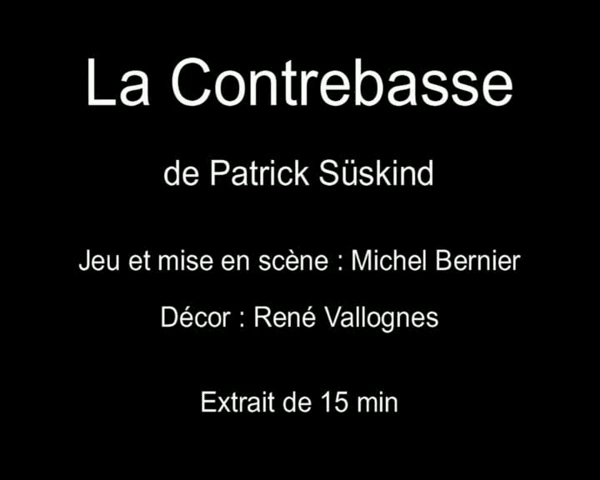 La Contrebasse
de Patrick Süskind
Jeu et mise en scène : Michel Bernier
Décor : René Vallognes
Extrait de 15 min